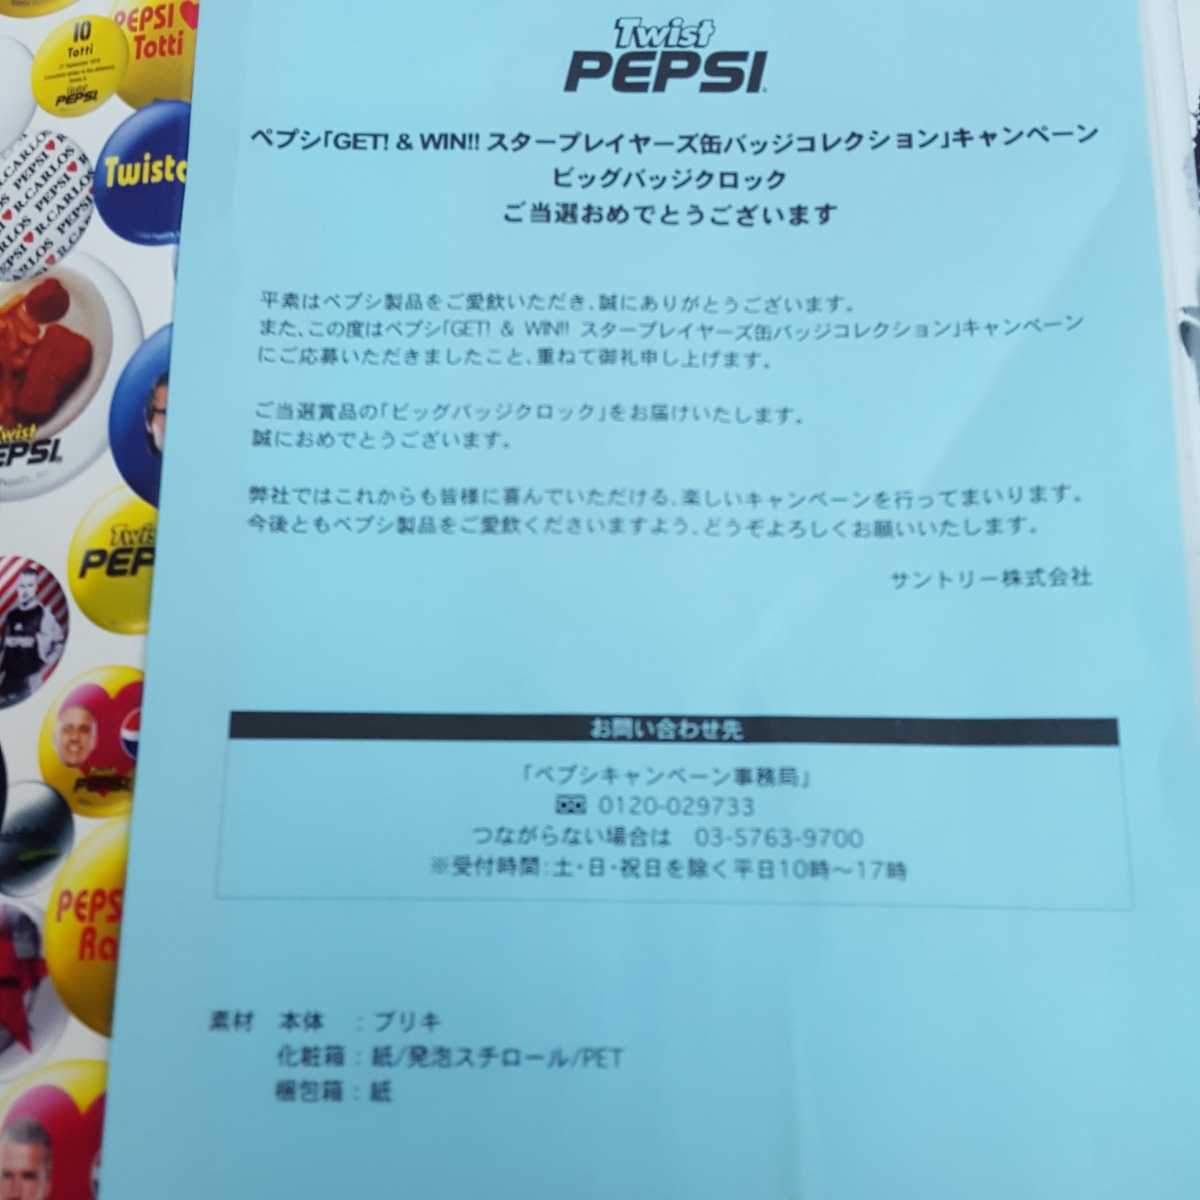 Twist
PEPSI
ペプシ「GET! & WIN!! スタープレイヤーズ缶バッジコレクション」キャンペーン
ビッグバッジクロック
ご当選おめでとうございます
平素はペプシ製品をご愛飲いただき、誠にありがとうございます。
また、この度はペプシ「GET! & WIN!! スタープレイヤーズ缶バッジコレクション」キャンペーン
にご応募いただきましたこと、重ねて御礼申し上げます。
ご当選賞品の「ビッグバッジクロック」をお届けいたします。
誠におめでとうございます。
弊社ではこれからも皆様に喜んでいただける、楽しいキャンペーンを行ってまいります。
今後ともペプシ製品をご愛飲くださいますよう、どうぞよろしくお願いいたします。
サントリー株式会社
お問い合わせ先
「ペプシキャンペーン事務局」
0120-029733
つながらない場合は 03-5763-9700
※受付時間：土・日・祝日を除く平日10時～17時
素材 本体 ：ブリキ
化粧箱：紙/発泡スチロール/PET
梱包箱：紙
PEPSI
Totti
10
Totti
PEPSI
R.CARLOS PEPSI
Twist
PEPSI
Twist
PEPSI